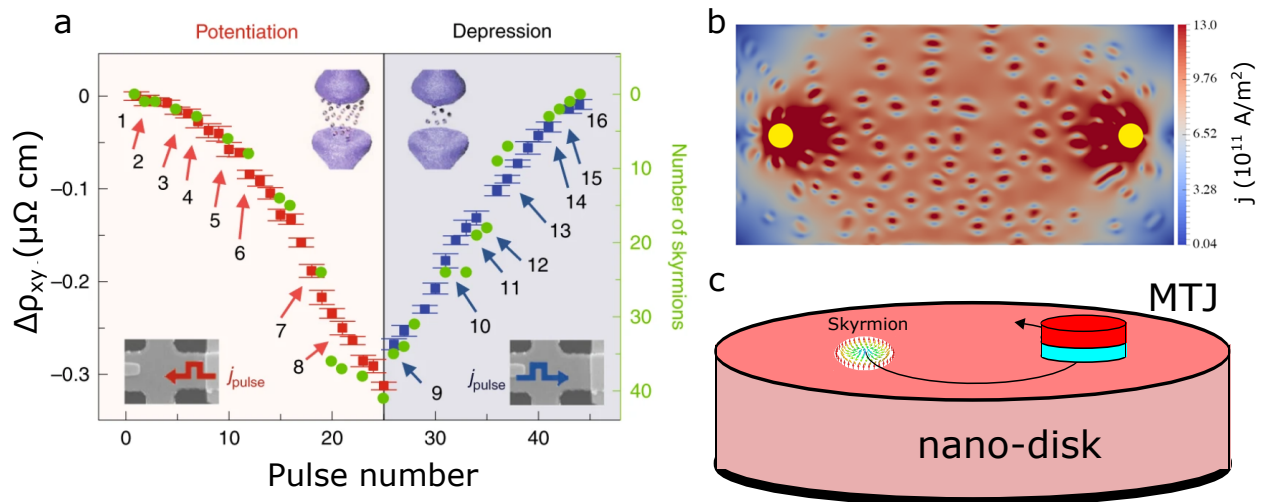 a
Potentiation
Depression
0
−0.1
−0.2
−0.3
Δρxy (μΩ cm)
0
10
20
30
40
Number of skyrmions
1
2
3
4
5
6
7
8
9
10
11
12
13
14
15
16
jpulse
jpulse
0
10
20
30
40
Pulse number
b
13.0
9.76
6.52
3.28
0.04
j (10¹¹ A/m²)
c
MTJ
Skyrmion
nano-disk